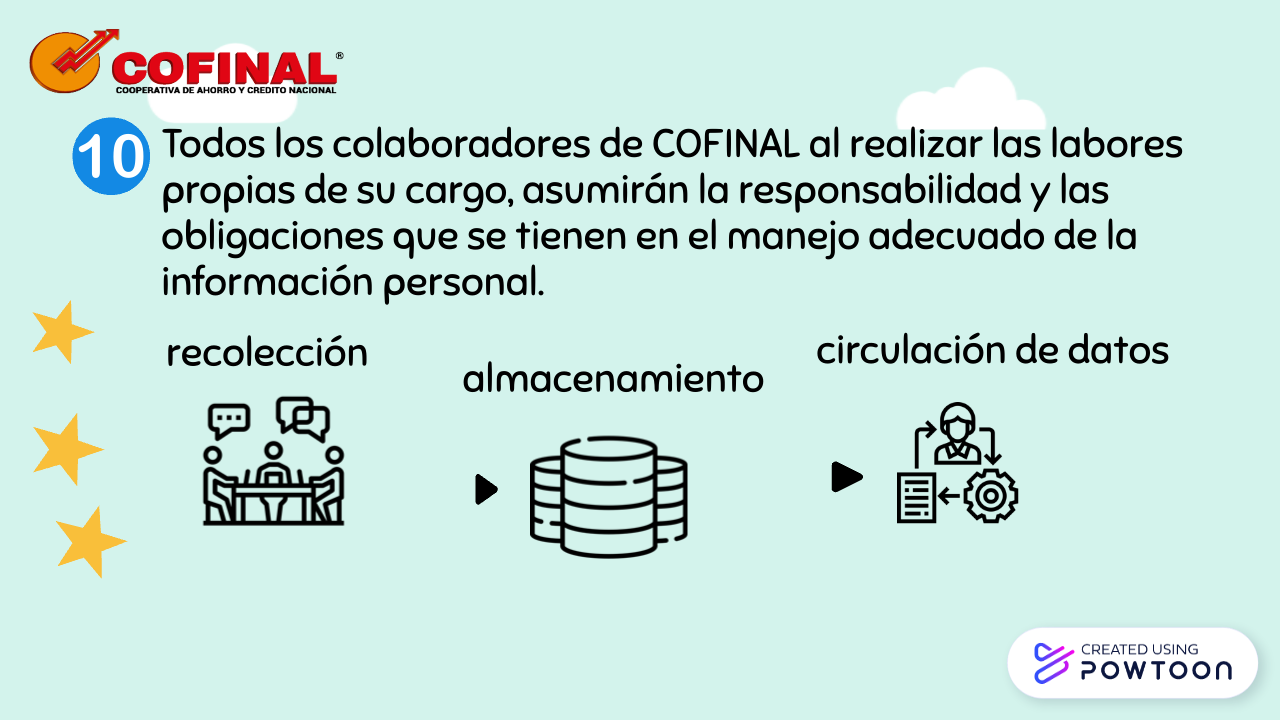 COFINAL®
COOPERATIVA DE AHORRO Y CREDITO NACIONAL
10
Todos los colaboradores de COFINAL al realizar las labores
propias de su cargo, asumirán la responsabilidad y las
obligaciones que se tienen en el manejo adecuado de la
información personal.
recolección
almacenamiento
circulación de datos
CREATED USING
POWTOON